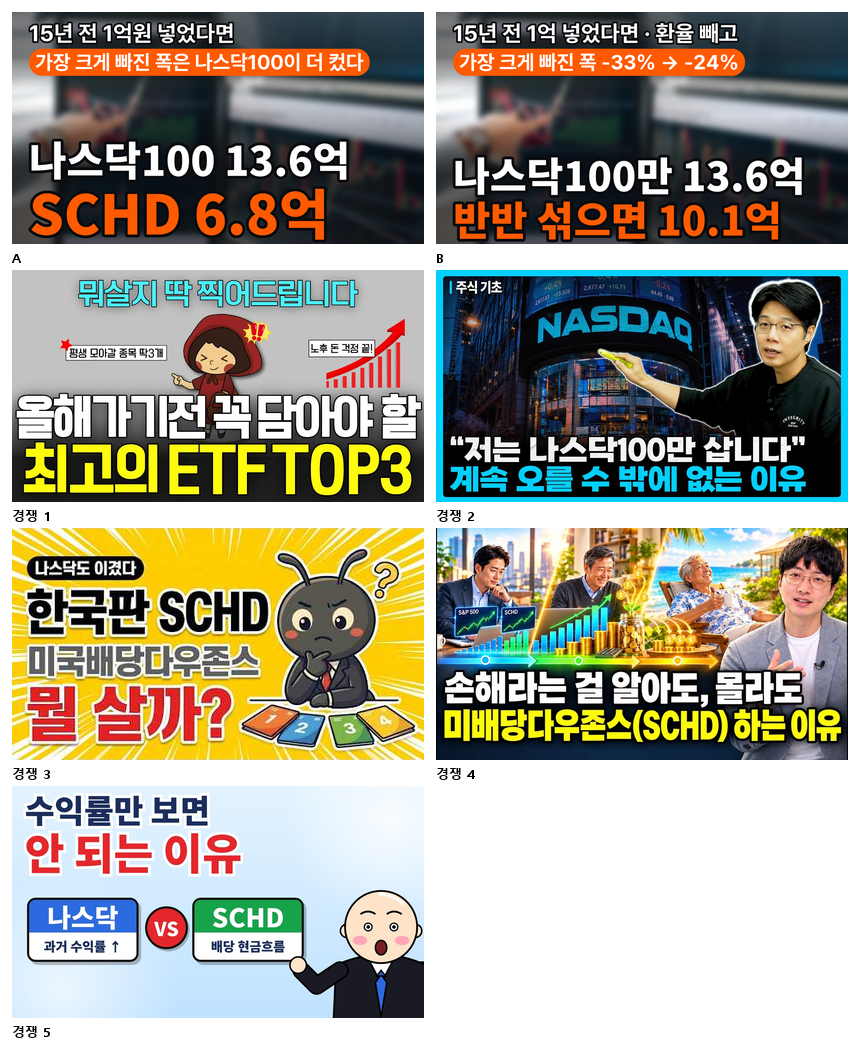 15년 전 1억원 넣었다면
가장 크게 빠진 폭은 나스닥100이 더 컸다
나스닥100 13.6억
SCHD 6.8억
A
15년 전 1억 넣었다면 · 환율 빼고
가장 크게 빠진 폭 -33% → -24%
나스닥100만 13.6억
반반 섞으면 10.1억
B
뭐살지 딱 찍어드립니다
평생 모아갈 종목 딱3개
노후 돈 걱정 끝!
올해가기전 꼭 담아야 할
최고의 ETF TOP3
경쟁 1
주식 기초
NASDAQ
INTEGRITY
“저는 나스닥100만 삽니다”
계속 오를 수 밖에 없는 이유
경쟁 2
나스닥도 이겼다
한국판 SCHD
미국배당다우존스
뭘 살까?
1
2
3
4
경쟁 3
S&P 500
SCHD
손해라는 걸 알아도, 몰라도
미배당다우존스(SCHD) 하는 이유
경쟁 4
수익률만 보면
안 되는 이유
나스닥
과거 수익률 ↑
VS
SCHD
배당 현금흐름
경쟁 5